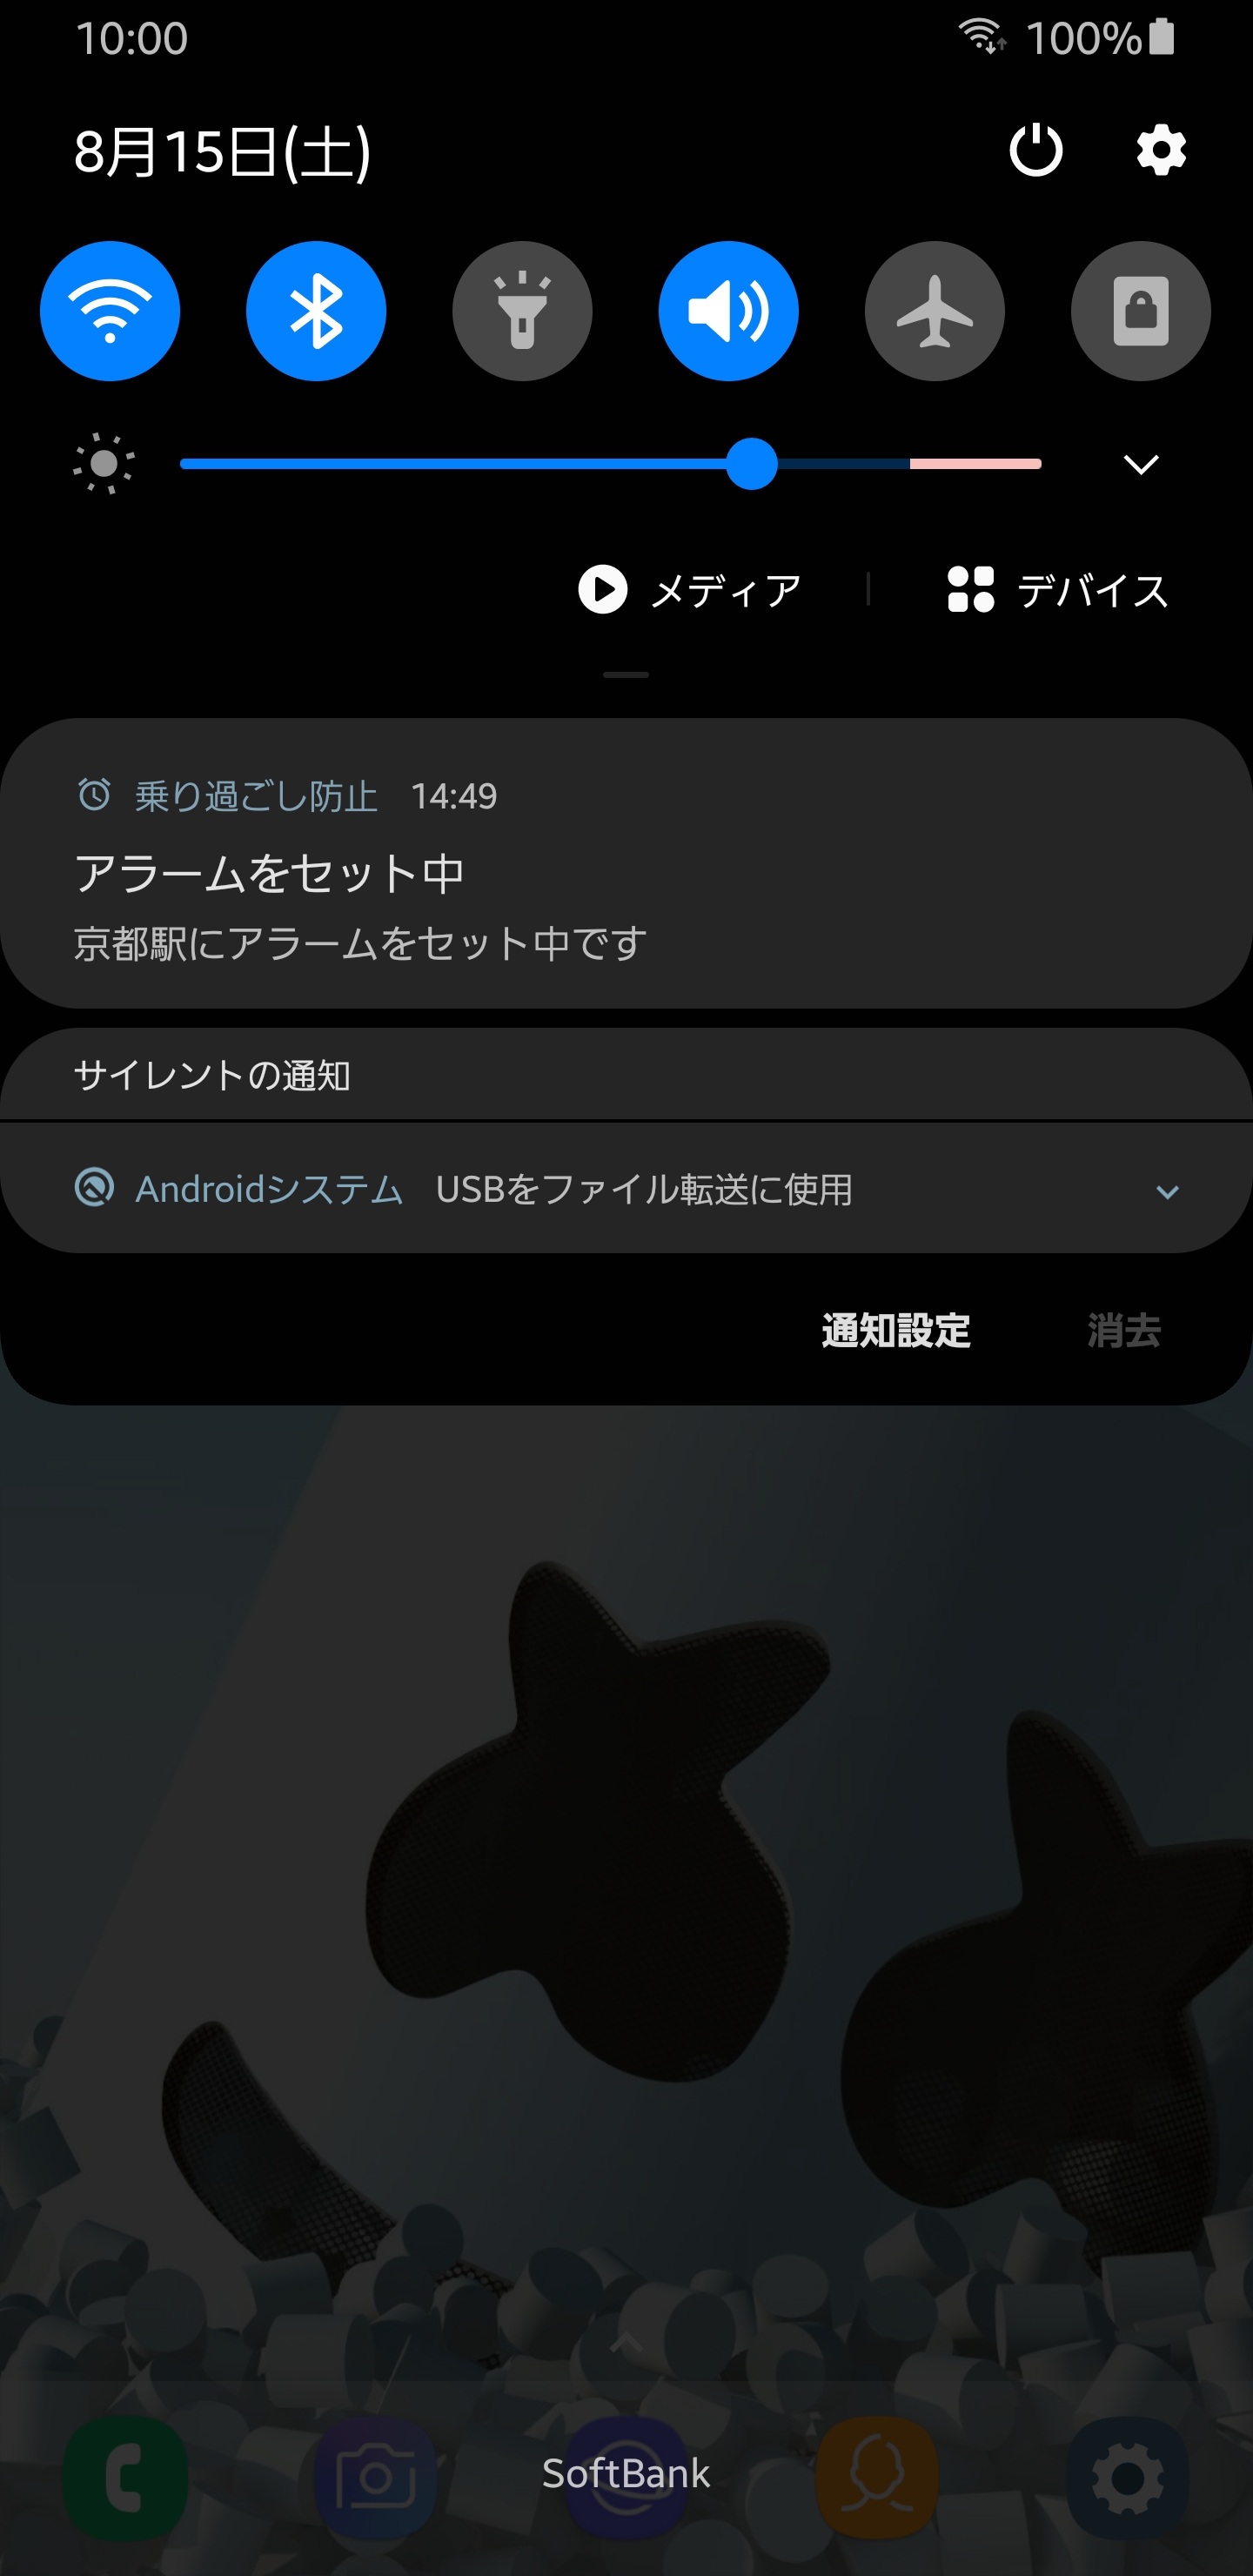 10:00 100%
8月15日(土)
メディア デバイス
乗り過ごし防止 14:49
アラームをセット中
京都駅にアラームをセット中です
サイレントの通知
Androidシステム USBをファイル転送に使用
通知設定 消去
SoftBank